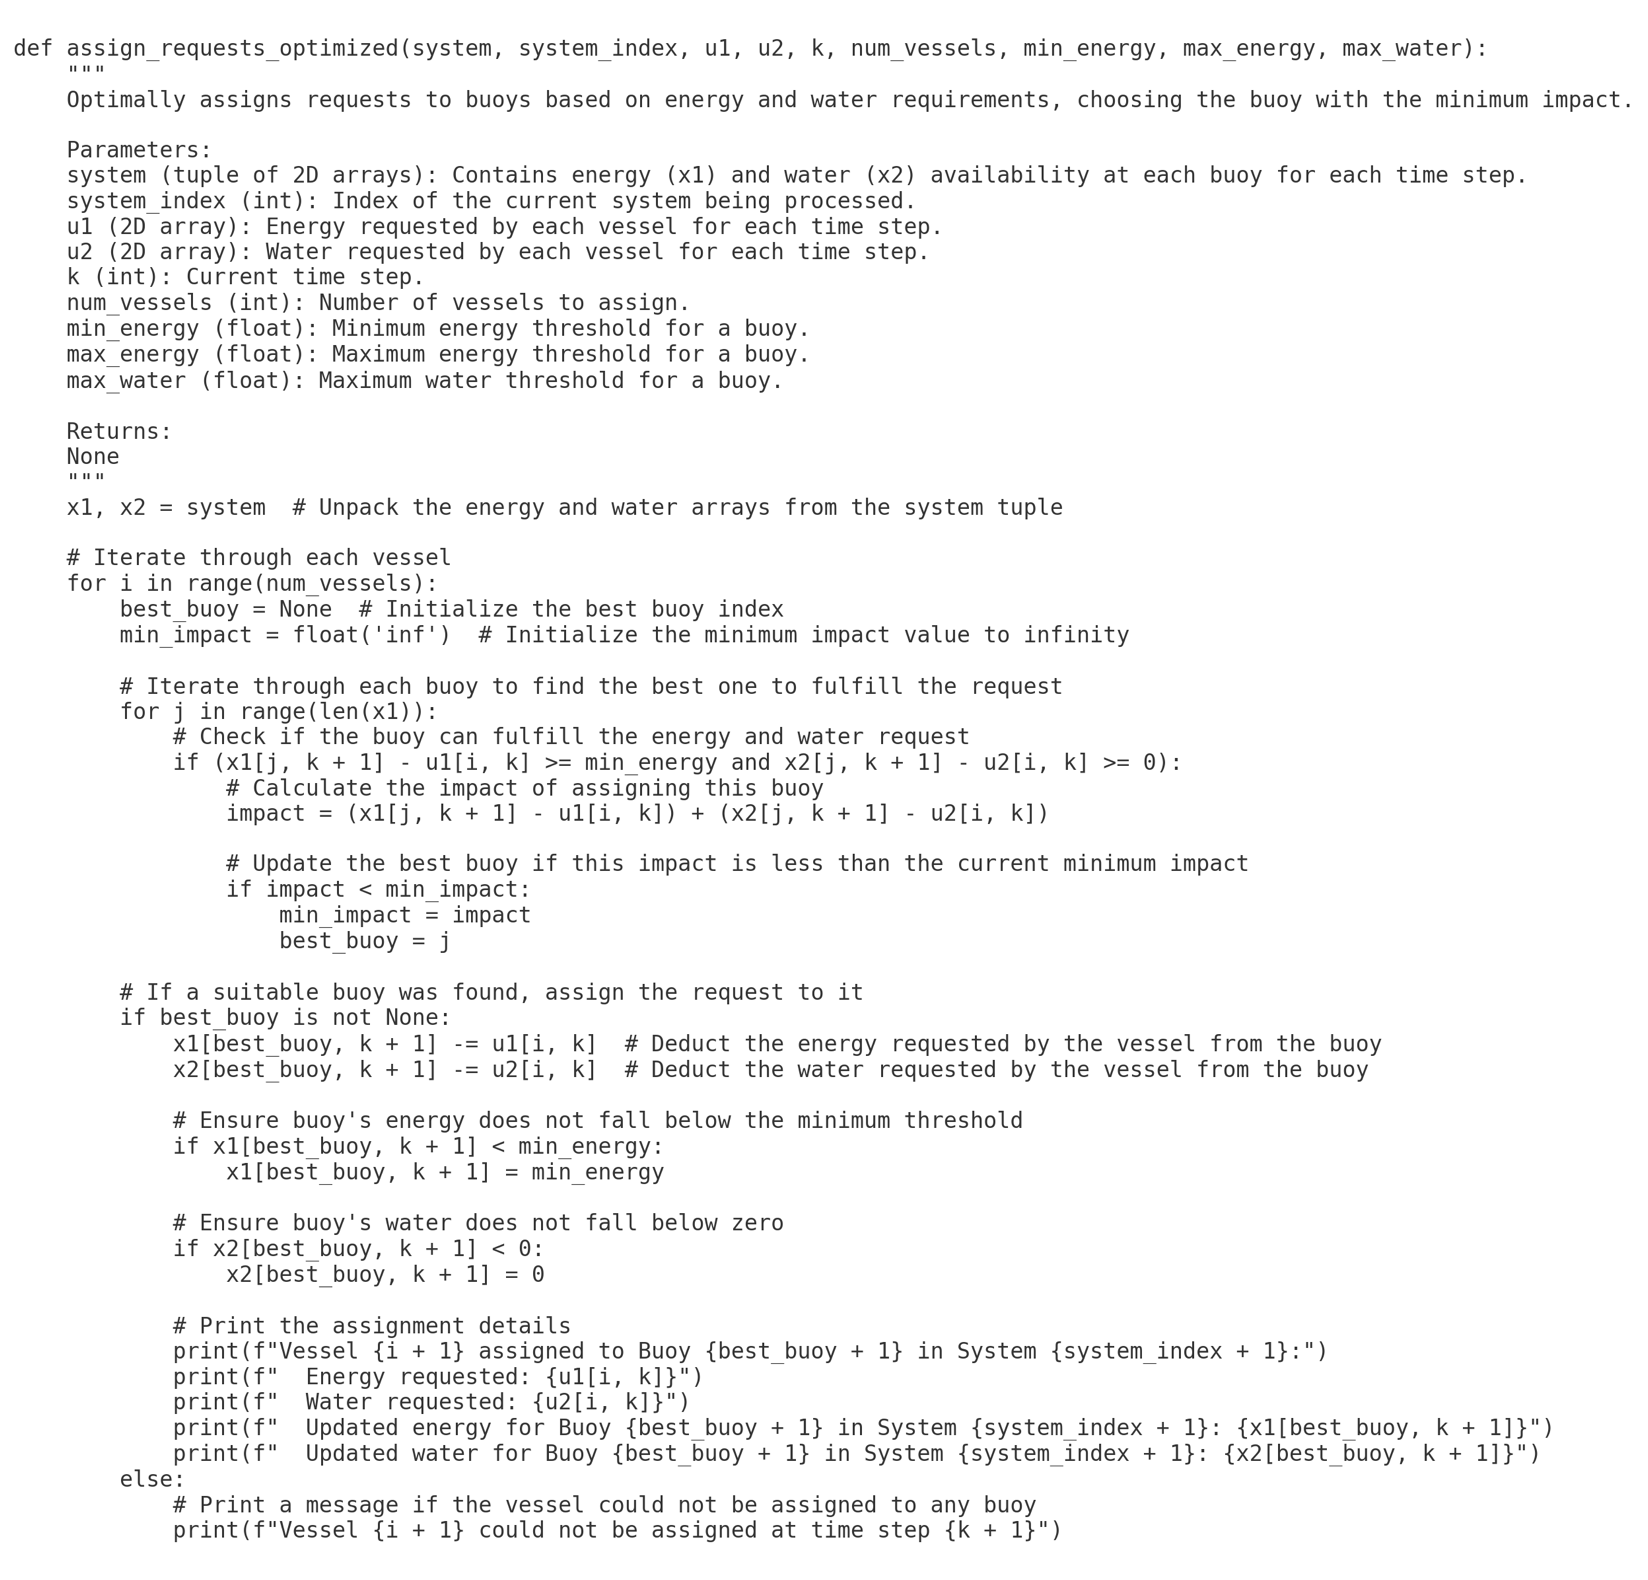 def assign_requests_optimized(system, system_index, u1, u2, k, num_vessels, min_energy, max_energy, max_water):
    """
    Optimally assigns requests to buoys based on energy and water requirements, choosing the buoy with the minimum impact.

    Parameters:
    system (tuple of 2D arrays): Contains energy (x1) and water (x2) availability at each buoy for each time step.
    system_index (int): Index of the current system being processed.
    u1 (2D array): Energy requested by each vessel for each time step.
    u2 (2D array): Water requested by each vessel for each time step.
    k (int): Current time step.
    num_vessels (int): Number of vessels to assign.
    min_energy (float): Minimum energy threshold for a buoy.
    max_energy (float): Maximum energy threshold for a buoy.
    max_water (float): Maximum water threshold for a buoy.

    Returns:
    None
    """
    x1, x2 = system  # Unpack the energy and water arrays from the system tuple

    # Iterate through each vessel
    for i in range(num_vessels):
        best_buoy = None  # Initialize the best buoy index
        min_impact = float('inf')  # Initialize the minimum impact value to infinity

        # Iterate through each buoy to find the best one to fulfill the request
        for j in range(len(x1)):
            # Check if the buoy can fulfill the energy and water request
            if (x1[j, k + 1] - u1[i, k] >= min_energy and x2[j, k + 1] - u2[i, k] >= 0):
                # Calculate the impact of assigning this buoy
                impact = (x1[j, k + 1] - u1[i, k]) + (x2[j, k + 1] - u2[i, k])

                # Update the best buoy if this impact is less than the current minimum impact
                if impact < min_impact:
                    min_impact = impact
                    best_buoy = j

        # If a suitable buoy was found, assign the request to it
        if best_buoy is not None:
            x1[best_buoy, k + 1] -= u1[i, k]  # Deduct the energy requested by the vessel from the buoy
            x2[best_buoy, k + 1] -= u2[i, k]  # Deduct the water requested by the vessel from the buoy

            # Ensure buoy's energy does not fall below the minimum threshold
            if x1[best_buoy, k + 1] < min_energy:
                x1[best_buoy, k + 1] = min_energy

            # Ensure buoy's water does not fall below zero
            if x2[best_buoy, k + 1] < 0:
                x2[best_buoy, k + 1] = 0

            # Print the assignment details
            print(f"Vessel {i + 1} assigned to Buoy {best_buoy + 1} in System {system_index + 1}:")
            print(f"  Energy requested: {u1[i, k]}")
            print(f"  Water requested: {u2[i, k]}")
            print(f"  Updated energy for Buoy {best_buoy + 1} in System {system_index + 1}: {x1[best_buoy, k + 1]}")
            print(f"  Updated water for Buoy {best_buoy + 1} in System {system_index + 1}: {x2[best_buoy, k + 1]}")
        else:
            # Print a message if the vessel could not be assigned to any buoy
            print(f"Vessel {i + 1} could not be assigned at time step {k + 1}")